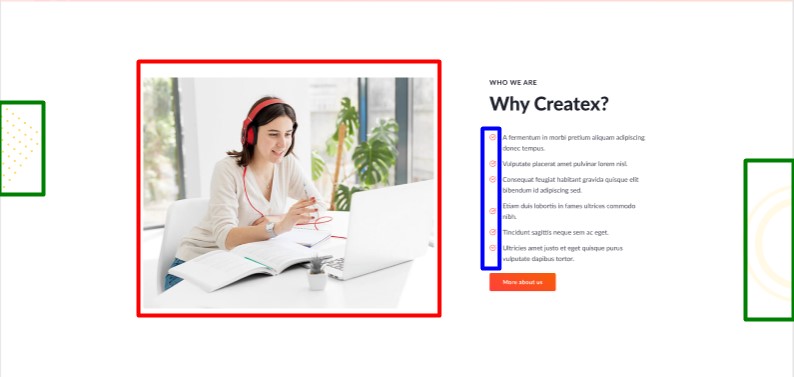 WHO WE ARE
Why Createx?
A fermentum in morbi pretium aliquam adipiscing
donec tempus.
Vulputate placerat amet pulvinar lorem nisl.
Consequat feugiat habitant gravida quisque elit
bibendum id adipiscing sed.
Etiam duis lobortis in fames ultrices commodo
nibh.
Tincidunt sagittis neque sem ac eget.
Ultricies amet justo et eget quisque purus
vulputate dapibus tortor.
More about us